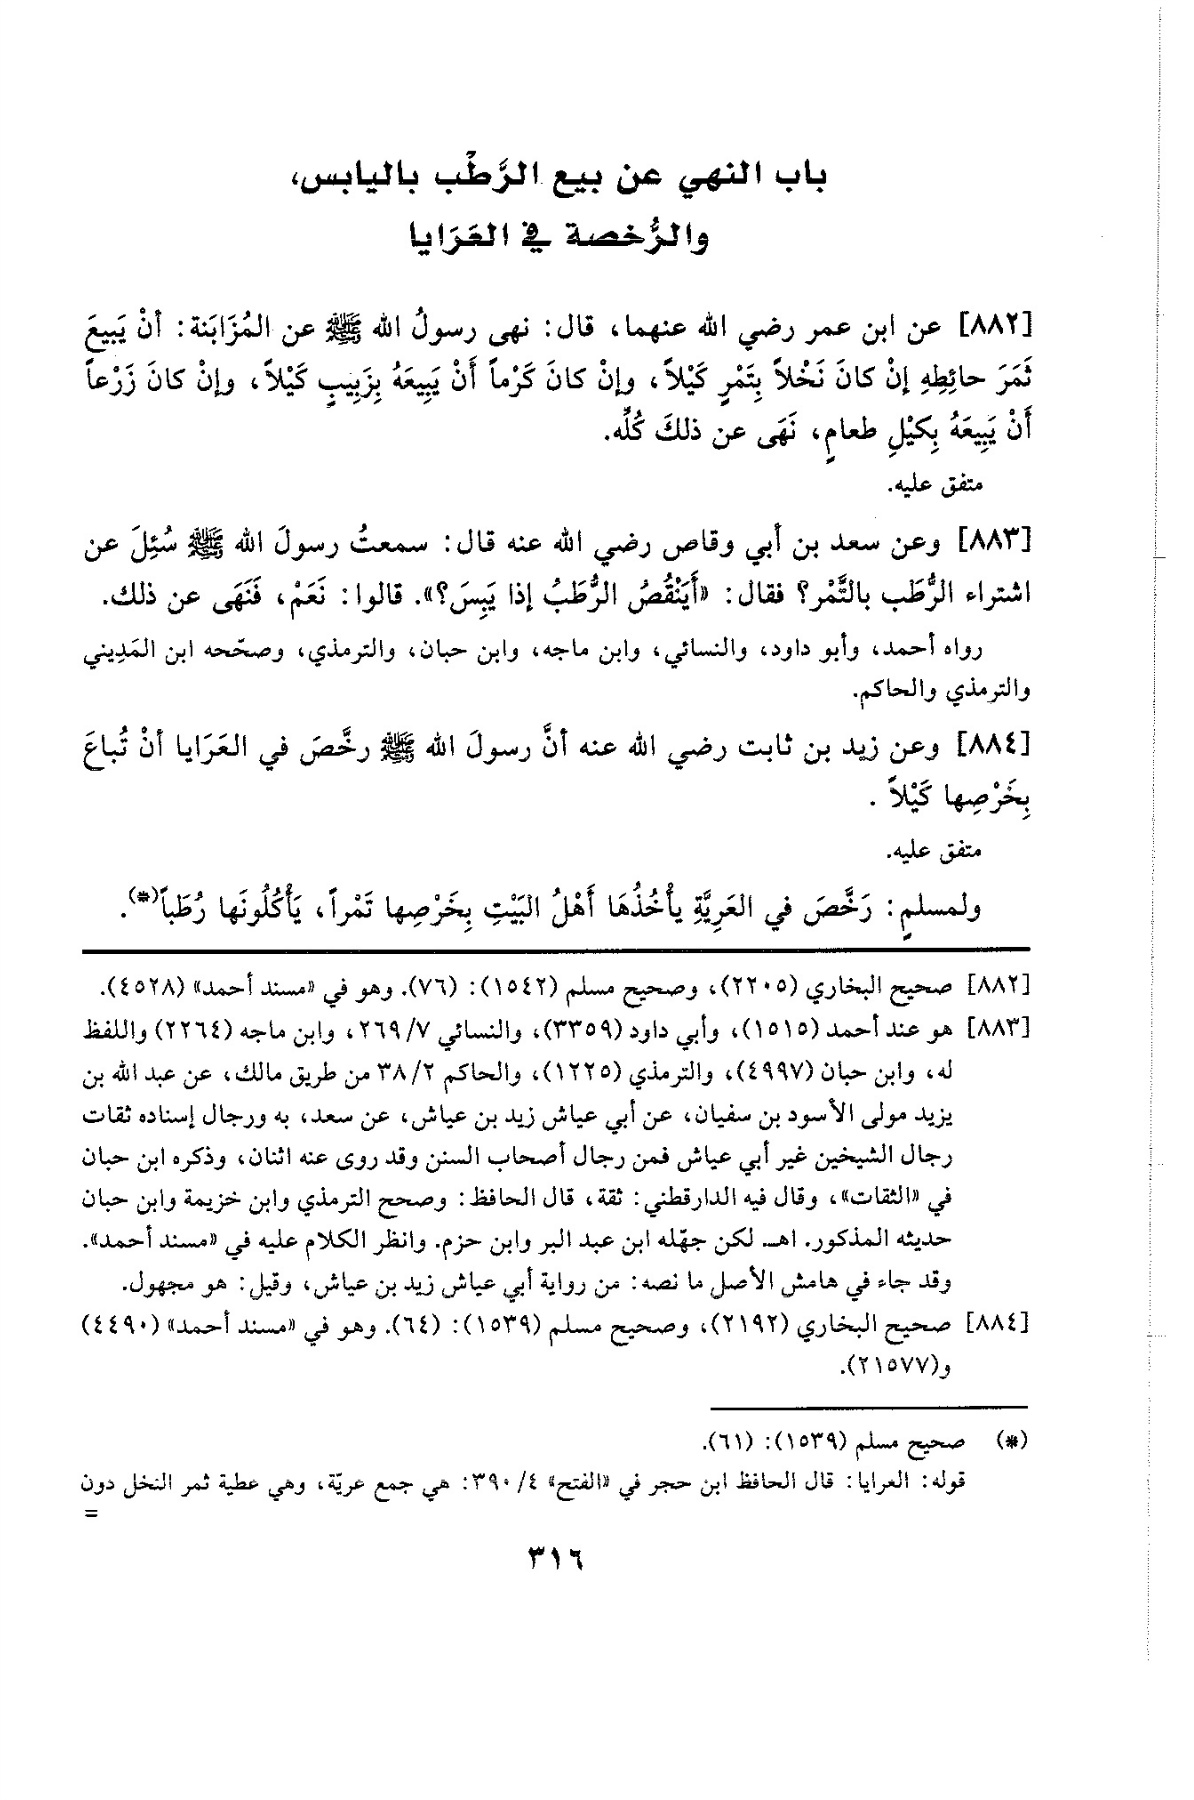 باب النهي عن بيع الرَّطْب باليابس،
والرُّخصة في العَرَايا
[٨٨٢] عن ابن عمر رضي الله عنهما، قال: نهى رسولُ الله ﷺ عن المُزَابَنة: أنْ يَبيعَ
ثَمَرَ حائِطِهِ إنْ كانَ نَخْلاً بِتَمْرٍ كَيْلاً، وإنْ كانَ كَرْماً أَنْ يَبِيعَهُ بِزَبِيبٍ كَيْلاً، وإنْ كانَ زَرْعاً
أَنْ يَبِيعَهُ بِكَيْلِ طعامٍ، نَهَى عن ذلكَ كُلِّه.
متفق عليه.
[٨٨٣] وعن سعد بن أبي وقاص رضي الله عنه قال: سمعتُ رسولَ الله ﷺ سُئِلَ عن
اشتراء الرُّطَب بالتَّمْر؟ فقال: «أَيَنْقُصُ الرُّطَبُ إذا يَبِسَ؟». قالوا: نَعَمْ، فَنَهَى عن ذلك.
رواه أحمد، وأبو داود، والنسائي، وابن ماجه، وابن حبان، والترمذي، وصحّحه ابن المَدِيني
والترمذي والحاكم.
[٨٨٤] وعن زيد بن ثابت رضي الله عنه أنَّ رسولَ الله ﷺ رخَّصَ في العَرَايا أنْ تُباعَ
بِخَرْصِها كَيْلاً .
متفق عليه.
ولمسلمٍ: رَخَّصَ في العَرِيَّةِ يأْخُذُهَا أَهْلُ البَيْتِ بِخَرْصِها تَمْراً، يَأْكُلُونَها رُطَباً(*).
[٨٨٢] صحيح البخاري (٢٢٠٥)، وصحيح مسلم (١٥٤٢): (٧٦). وهو في «مسند أحمد» (٤٥٢٨).
[٨٨٣] هو عند أحمد (١٥١٥)، وأبي داود (٣٣٥٩)، والنسائي ٢٦٩/٧، وابن ماجه (٢٢٦٤) واللفظ
له، وابن حبان (٤٩٩٧)، والترمذي (١٢٢٥)، والحاكم ٣٨/٢ من طريق مالك، عن عبد الله بن
يزيد مولى الأسود بن سفيان، عن أبي عياش زيد بن عياش، عن سعد، به ورجال إسناده ثقات
رجال الشيخين غير أبي عياش فمن رجال أصحاب السنن وقد روى عنه اثنان، وذكره ابن حبان
في «الثقات»، وقال فيه الدارقطني: ثقة، قال الحافظ: وصحح الترمذي وابن خزيمة وابن حبان
حديثه المذكور. اهـ لكن جهّله ابن عبد البر وابن حزم. وانظر الكلام عليه في «مسند أحمد».
وقد جاء في هامش الأصل ما نصه: من رواية أبي عياش زيد بن عياش، وقيل: هو مجهول.
[٨٨٤] صحيح البخاري (٢١٩٢)، وصحيح مسلم (١٥٣٩): (٦٤). وهو في «مسند أحمد» (٤٤٩٠)
و(٢١٥٧٧).
(*) صحيح مسلم (١٥٣٩): (٦١).
قوله: العرايا: قال الحافظ ابن حجر في «الفتح» ٣٩٠/٤: هي جمع عريّة، وهي عطية ثمر النخل دون
=
٣١٦